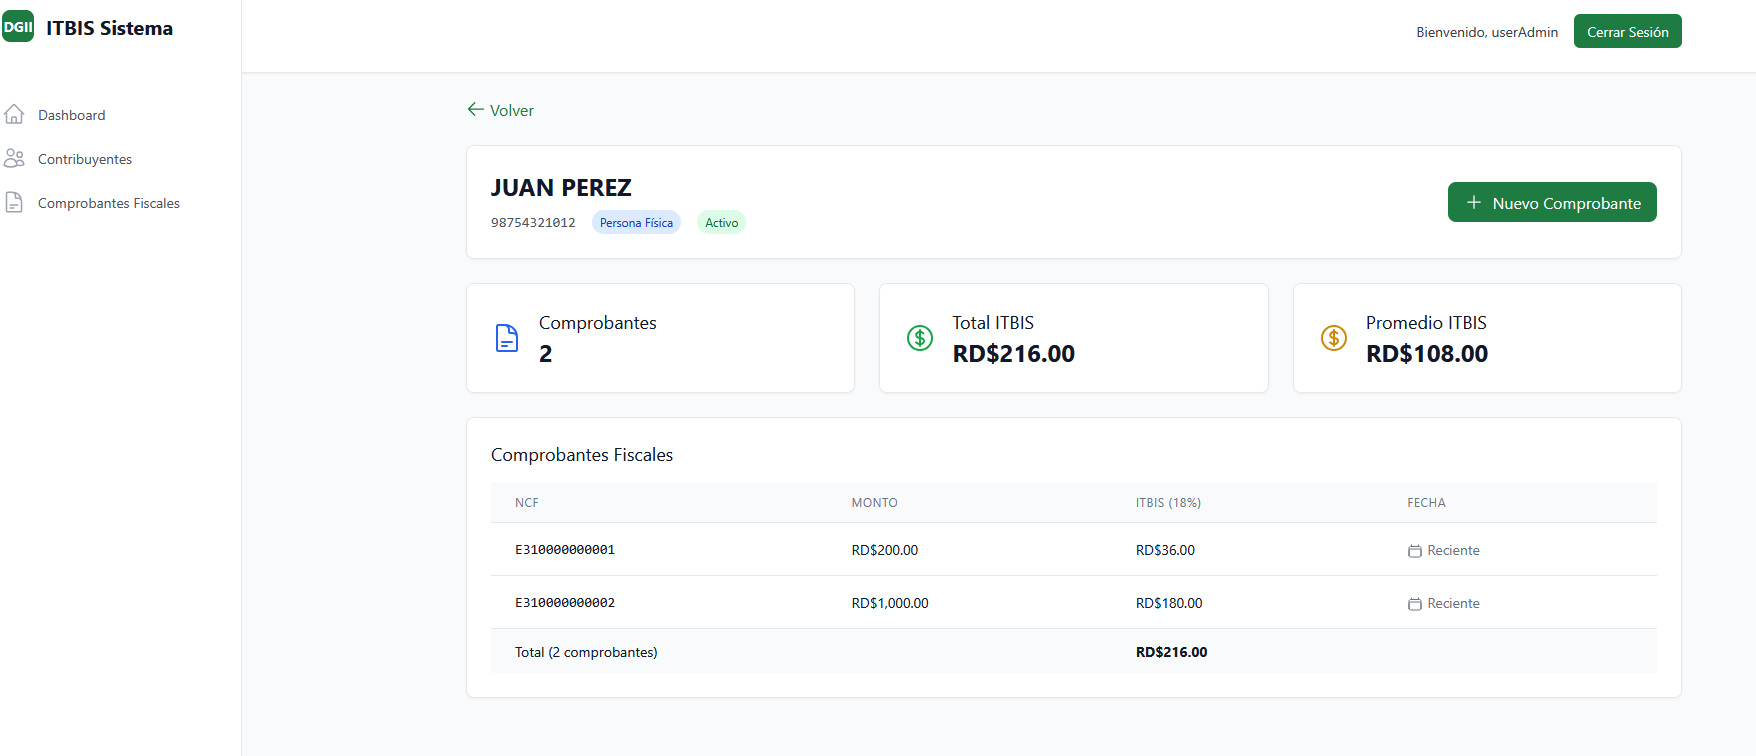 DGII ITBIS Sistema
Bienvenido, userAdmin Cerrar Sesión
Dashboard
Contribuyentes
Comprobantes Fiscales
Volver
JUAN PEREZ
98754321012 Persona Física Activo
Nuevo Comprobante
Comprobantes
2
Total ITBIS
RD$216.00
Promedio ITBIS
RD$108.00
Comprobantes Fiscales
NCF MONTO ITBIS (18%) FECHA
E310000000001 RD$200.00 RD$36.00 Reciente
E310000000002 RD$1,000.00 RD$180.00 Reciente
Total (2 comprobantes) RD$216.00